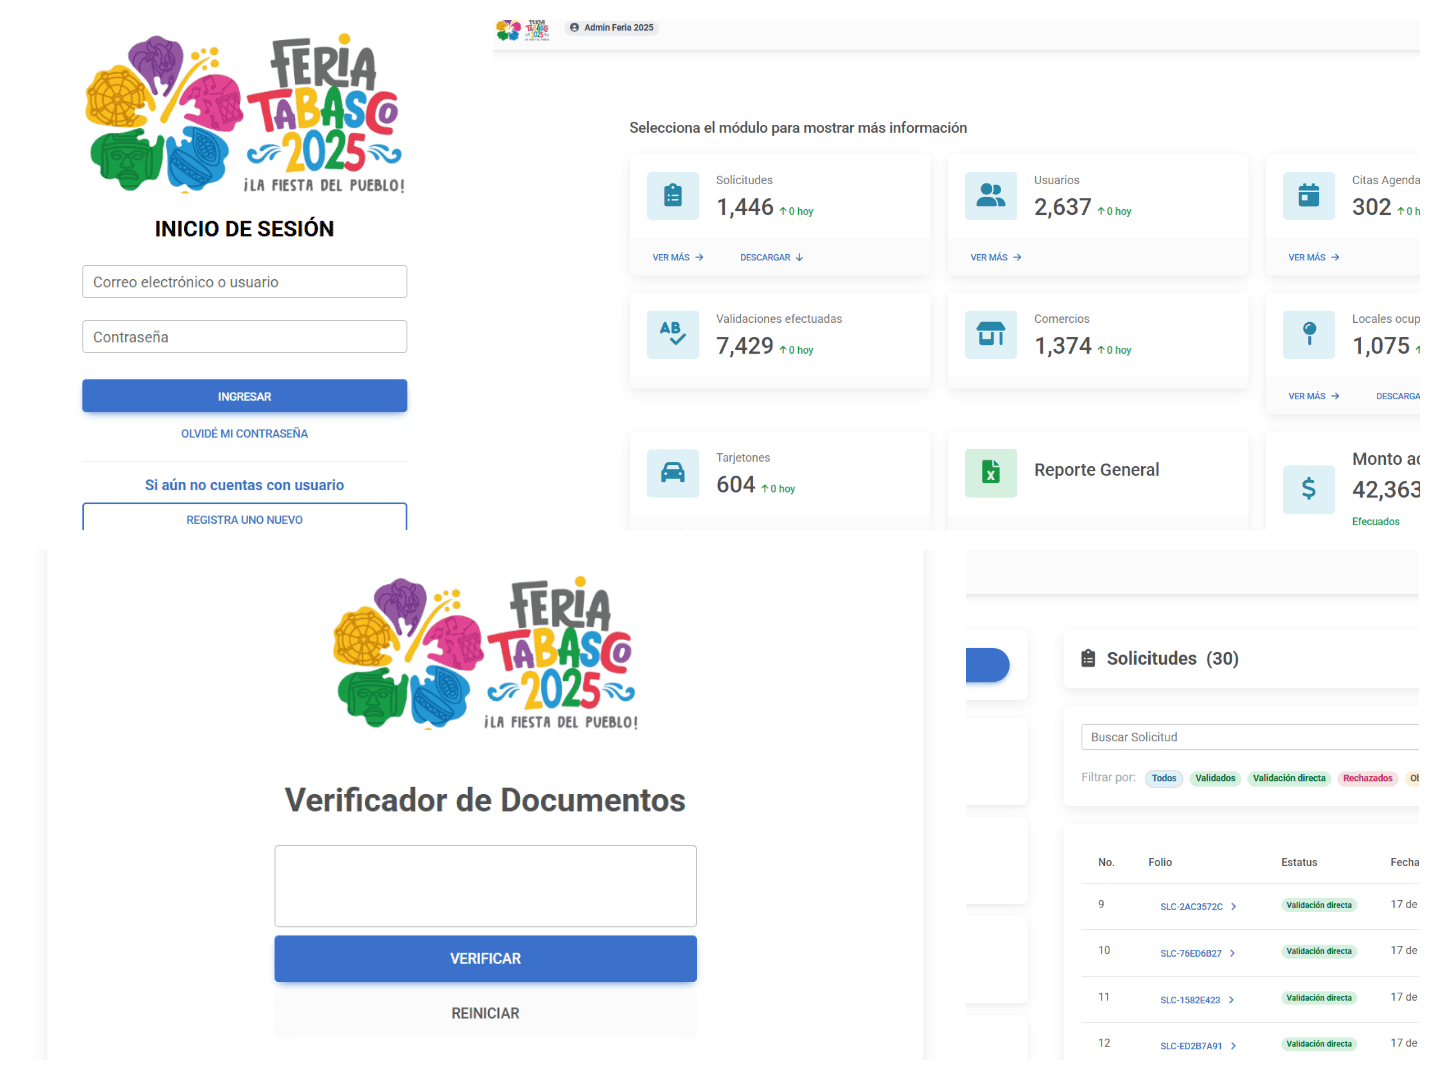 FERIA
TABASCO
2025
¡LA FIESTA DEL PUEBLO!
INICIO DE SESIÓN
Correo electrónico o usuario
Contraseña
INGRESAR
OLVIDÉ MI CONTRASEÑA
Si aún no cuentas con usuario
REGISTRA UNO NUEVO
FERIA
TABASCO
2025
Admin Feria 2025
Selecciona el módulo para mostrar más información
Solicitudes
1,446 ↑ 0 hoy
VER MÁS → DESCARGAR ↓
Usuarios
2,637 ↑ 0 hoy
VER MÁS →
Citas Agenda
302 ↑ 0 h
VER MÁS →
Validaciones efectuadas
7,429 ↑ 0 hoy
Comercios
1,374 ↑ 0 hoy
Locales ocup
1,075 ↑
VER MÁS → DESCARGA
Tarjetones
604 ↑ 0 hoy
Reporte General
Monto ac
42,363
Efecuados
FERIA
TABASCO
2025
¡LA FIESTA DEL PUEBLO!
Verificador de Documentos
VERIFICAR
REINICIAR
Solicitudes (30)
Buscar Solicitud
Filtrar por: Todos Validados Validación directa Rechazados Ob
No. Folio Estatus Fecha
9 SLC-2AC3572C > Validación directa 17 de
10 SLC-76ED6B27 > Validación directa 17 de
11 SLC-1582E423 > Validación directa 17 de
12 SLC-ED2B7A91 > Validación directa 17 de